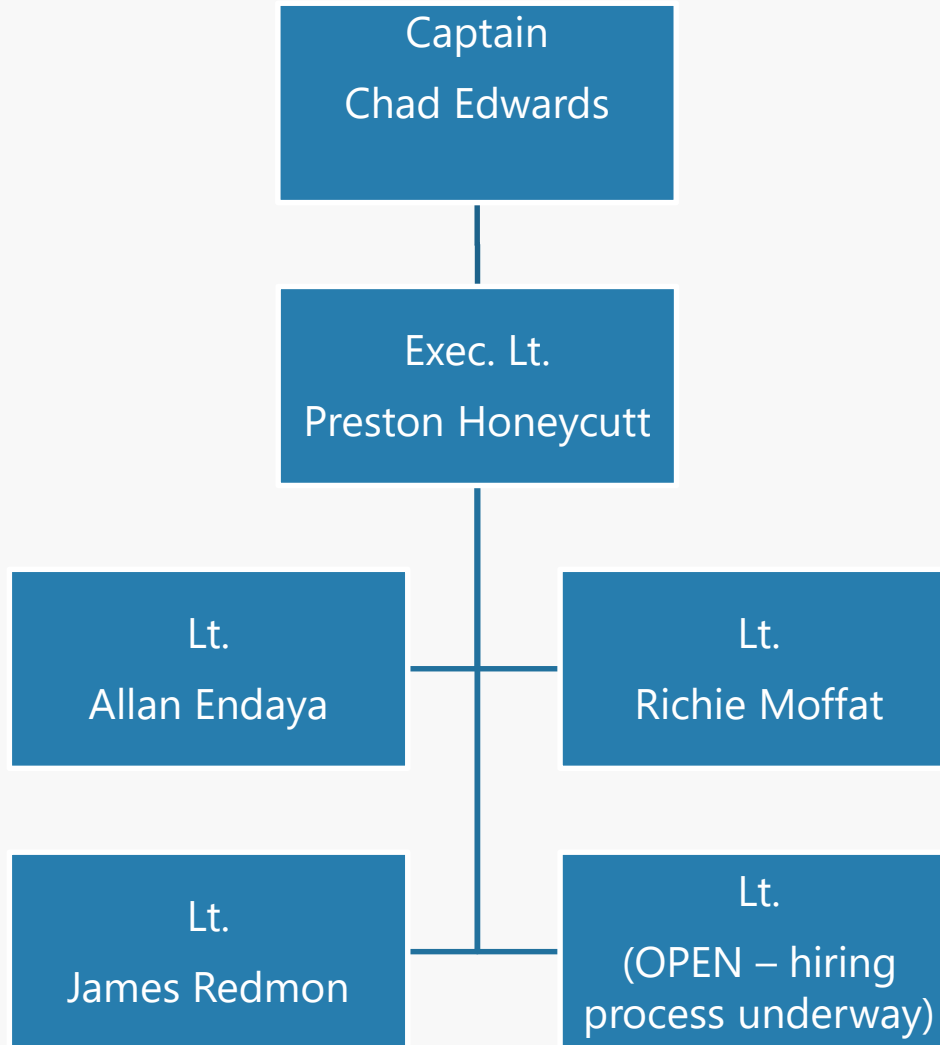 Captain
Chad Edwards
Exec. Lt.
Preston Honeycutt
Lt.
Allan Endaya
Lt.
Richie Moffat
Lt.
James Redmon
Lt.
(OPEN – hiring
process underway)